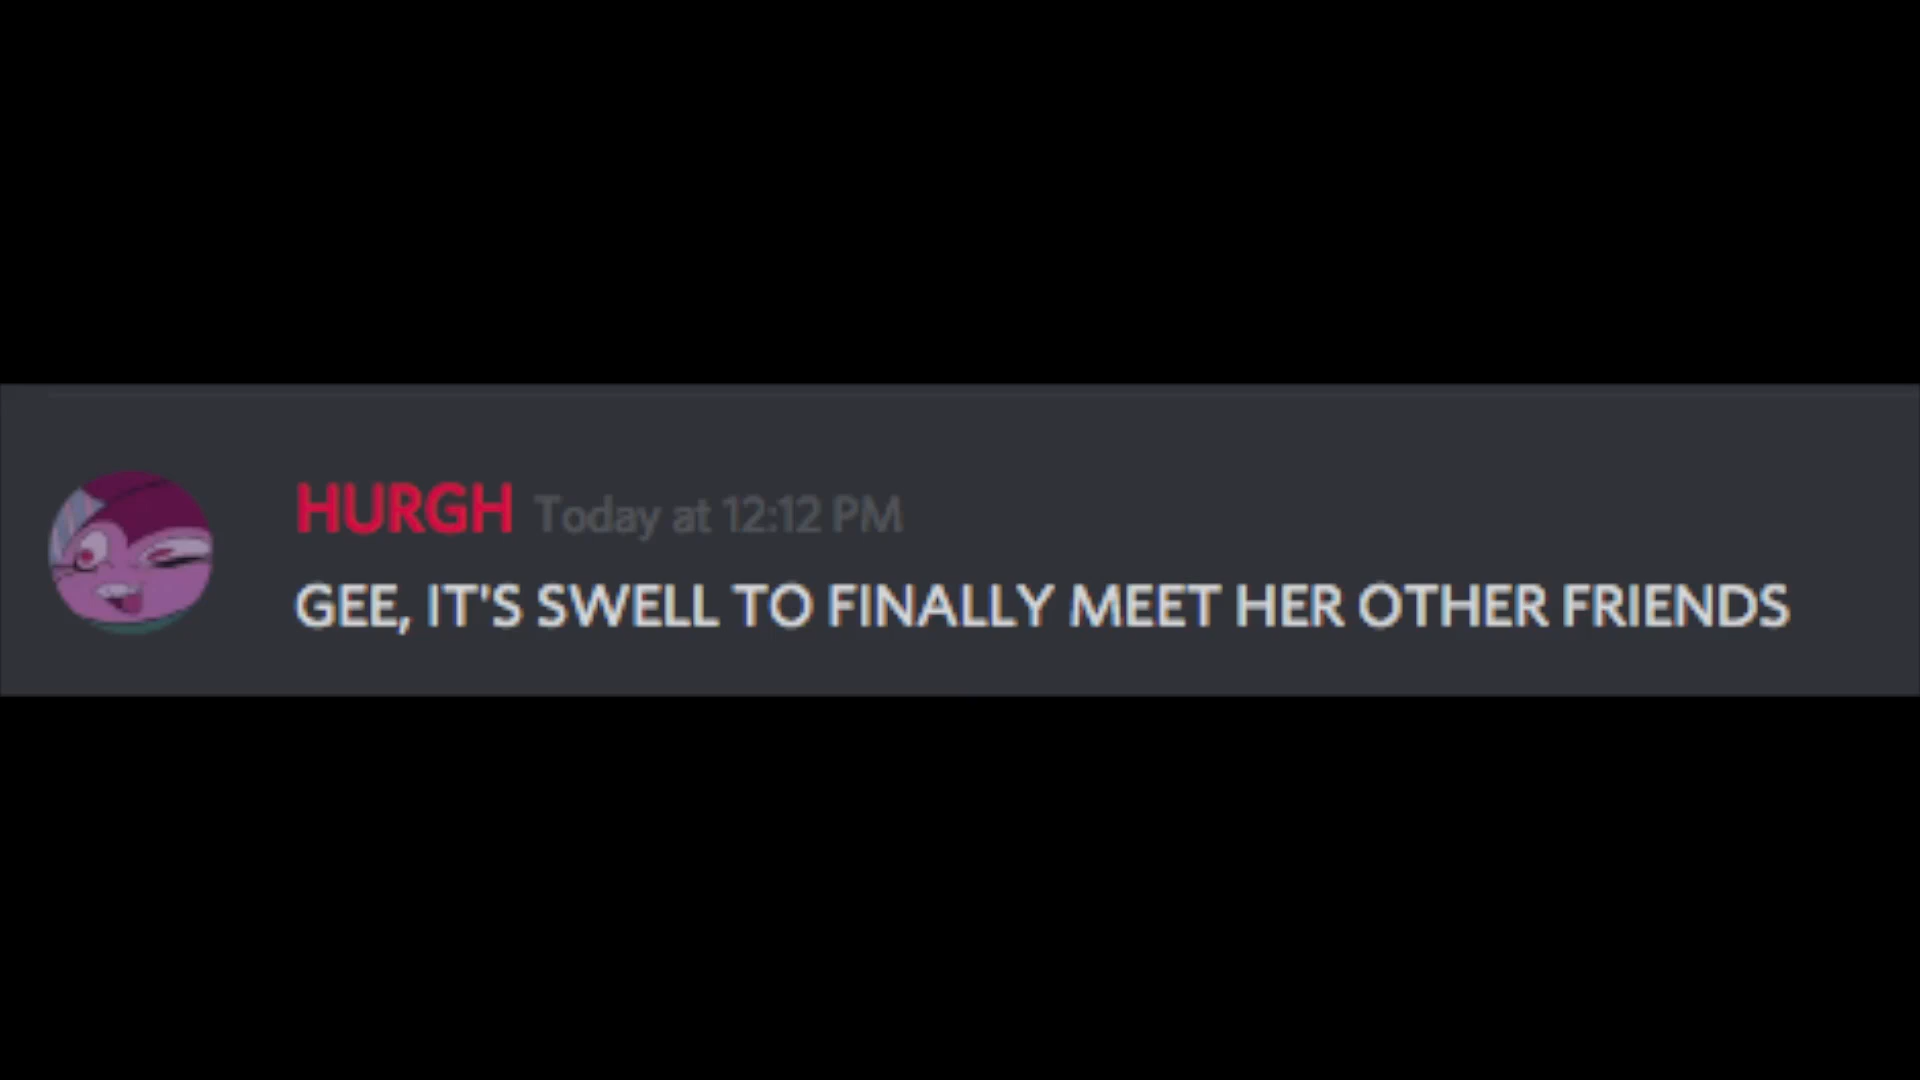 HURGH Today at 12:12 PM
GEE, IT'S SWELL TO FINALLY MEET HER OTHER FRIENDS